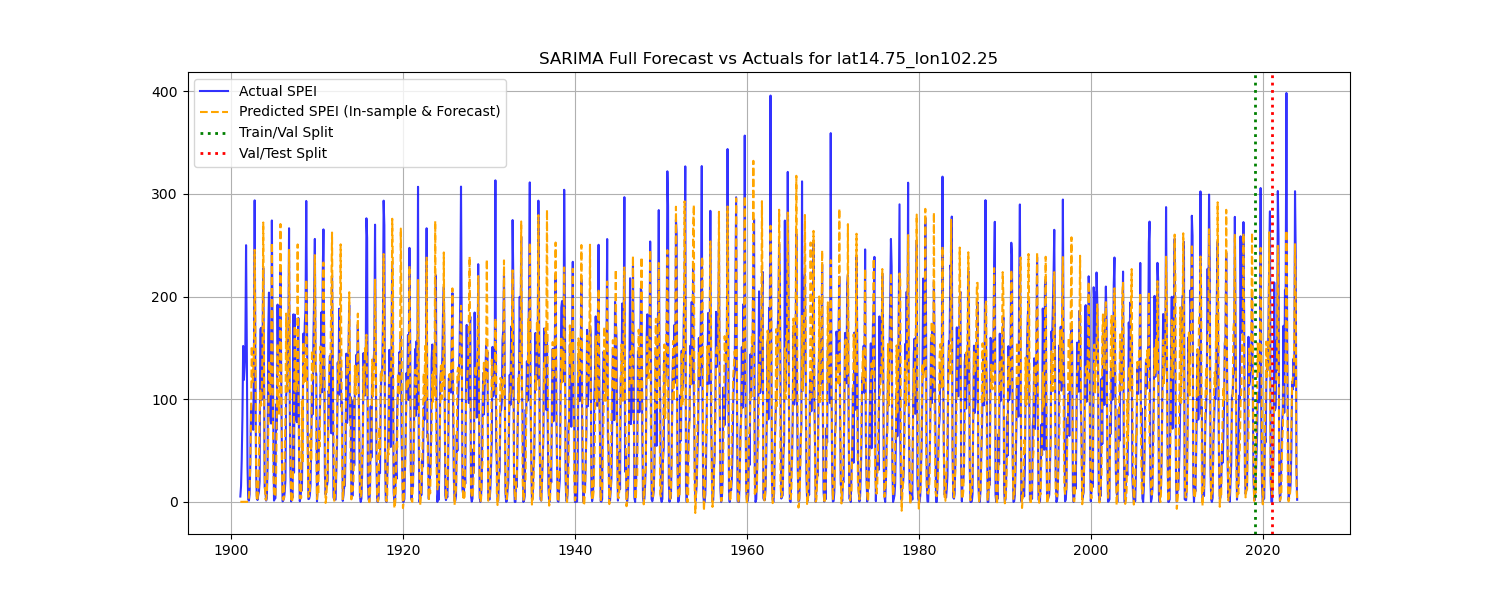 SARIMA Full Forecast vs Actuals for lat14.75_lon102.25
Actual SPEI
Predicted SPEI (In-sample & Forecast)
Train/Val Split
Val/Test Split
400
300
200
100
0
1900 1920 1940 1960 1980 2000 2020